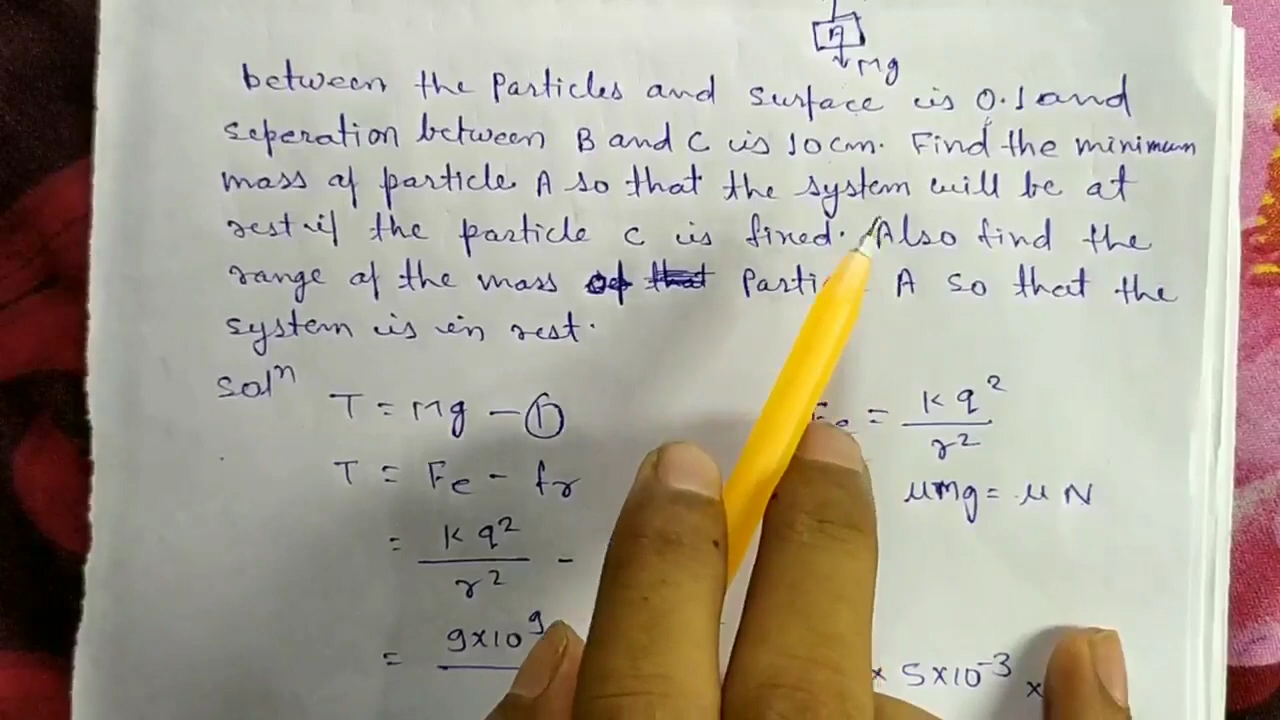 Mg
between the Particles and surface is 0.1 and
seperation between B and C is 10 cm. Find the minimum
mass of particle A so that the system will be at
rest if the particle C is fixed. Also find the
range of the mass A so that the
system is in rest.
Solⁿ
T = Mg - ①
= Kq²/r²
T = Fe - fr
μmg = μN
= Kq²/r² -
= 9×10⁹
× 5×10⁻³ ×